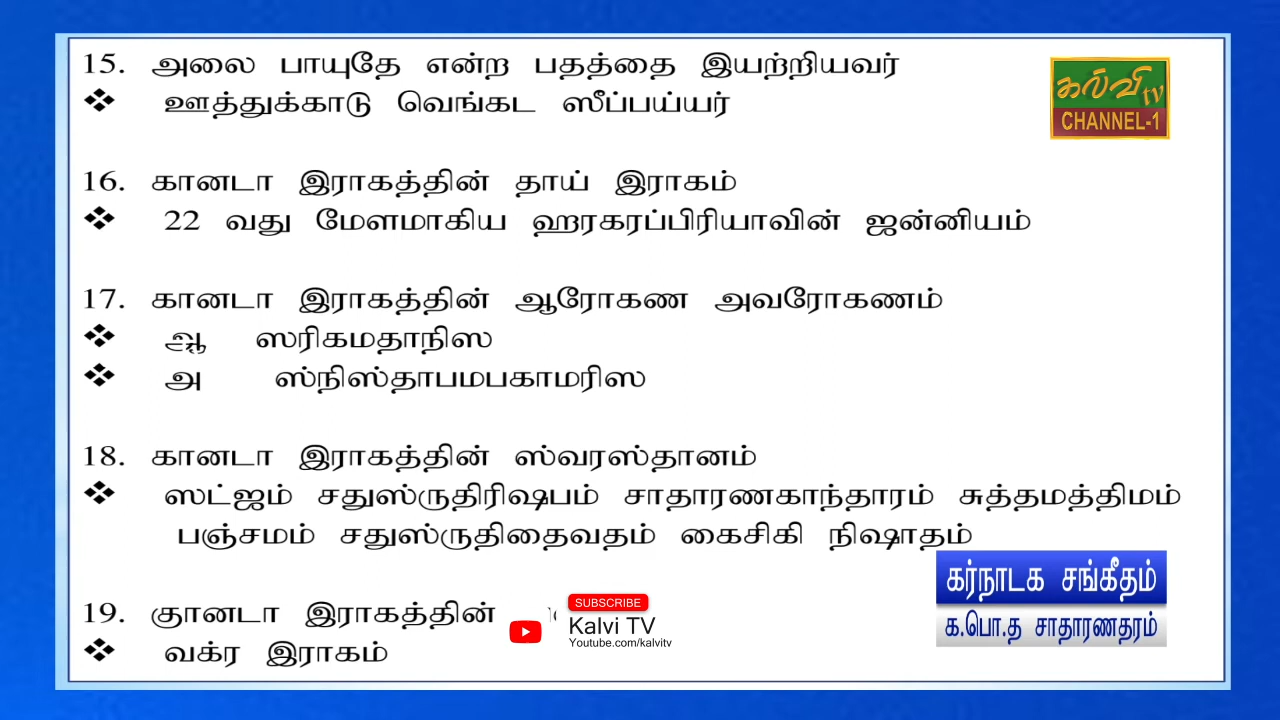 15. அலை பாயுதே என்ற பதத்தை இயற்றியவர்
❖ ஊத்துக்காடு வெங்கட ஸீப்பய்யர்
கல்வி tv
CHANNEL-1
16. கானடா இராகத்தின் தாய் இராகம்
❖ 22 வது மேளமாகிய ஹரகரப்பிரியாவின் ஜன்னியம்
17. கானடா இராகத்தின் ஆரோகண அவரோகணம்
❖ ஆ ஸரிகமதாநிஸ
❖ அ ஸ்நிஸ்தாபமபகாமரிஸ
18. கானடா இராகத்தின் ஸ்வரஸ்தானம்
❖ ஸட்ஜம் சதுஸ்ருதிரிஷபம் சாதாரணகாந்தாரம் சுத்தமத்திமம்
பஞ்சமம் சதுஸ்ருதிதைவதம் கைசிகி நிஷாதம்
கர்நாடக சங்கீதம்
க.பொ.த சாதாரணதரம்
19. குானடா இராகத்தின்
SUBSCRIBE
Kalvi TV
Youtube.com/kalvitv
❖ வக்ர இராகம்